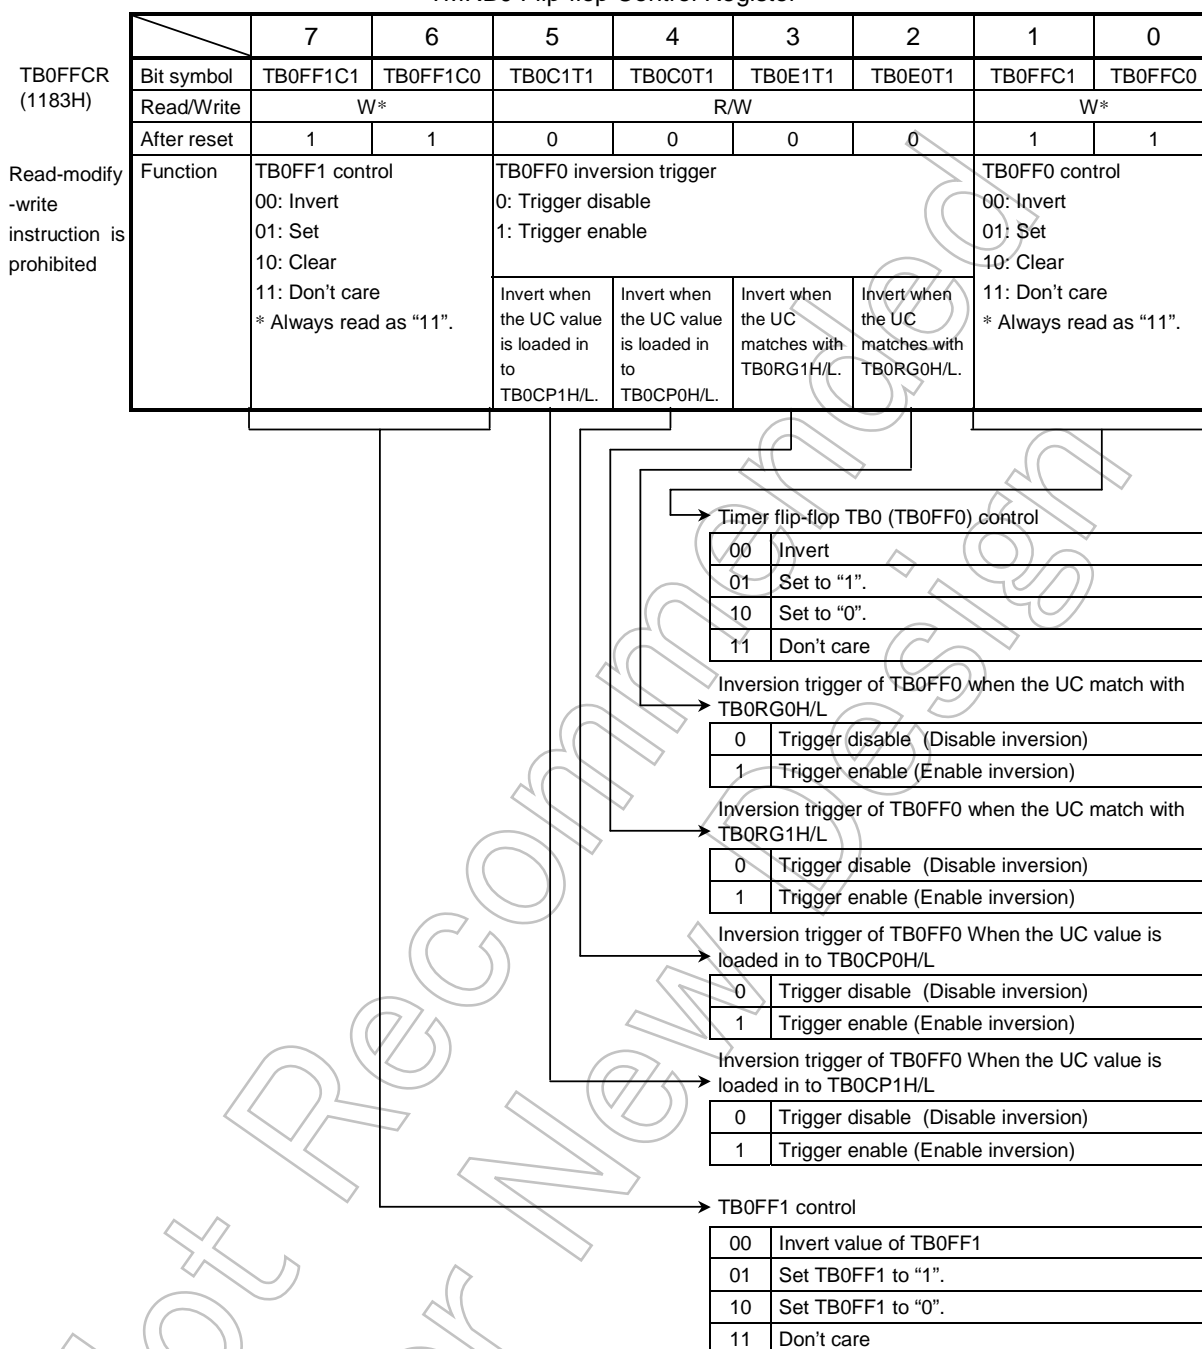 TMRB0 Flip-flop Control Register
7 6 5 4 3 2 1 0
TB0FFCR
(1183H)
Bit symbol TB0FF1C1 TB0FF1C0 TB0C1T1 TB0C0T1 TB0E1T1 TB0E0T1 TB0FFC1 TB0FFC0
Read/Write W* R/W W*
After reset 1 1 0 0 0 0 1 1
Read-modify
-write
instruction is
prohibited
Function
TB0FF1 control
00: Invert
01: Set
10: Clear
11: Don't care
* Always read as “11”.
TB0FF0 inversion trigger
0: Trigger disable
1: Trigger enable
Invert when
the UC value
is loaded in
to
TB0CP1H/L.
Invert when
the UC value
is loaded in
to
TB0CP0H/L.
Invert when
the UC
matches with
TB0RG1H/L.
Invert when
the UC
matches with
TB0RG0H/L.
TB0FF0 control
00: Invert
01: Set
10: Clear
11: Don't care
* Always read as “11”.
Timer flip-flop TB0 (TB0FF0) control
00 Invert
01 Set to “1”.
10 Set to “0”.
11 Don't care
Inversion trigger of TB0FF0 when the UC match with
TB0RG0H/L
0 Trigger disable (Disable inversion)
1 Trigger enable (Enable inversion)
Inversion trigger of TB0FF0 when the UC match with
TB0RG1H/L
0 Trigger disable (Disable inversion)
1 Trigger enable (Enable inversion)
Inversion trigger of TB0FF0 When the UC value is
loaded in to TB0CP0H/L
0 Trigger disable (Disable inversion)
1 Trigger enable (Enable inversion)
Inversion trigger of TB0FF0 When the UC value is
loaded in to TB0CP1H/L
0 Trigger disable (Disable inversion)
1 Trigger enable (Enable inversion)
TB0FF1 control
00 Invert value of TB0FF1
01 Set TB0FF1 to “1”.
10 Set TB0FF1 to “0”.
11 Don't care
Recommended
New Design